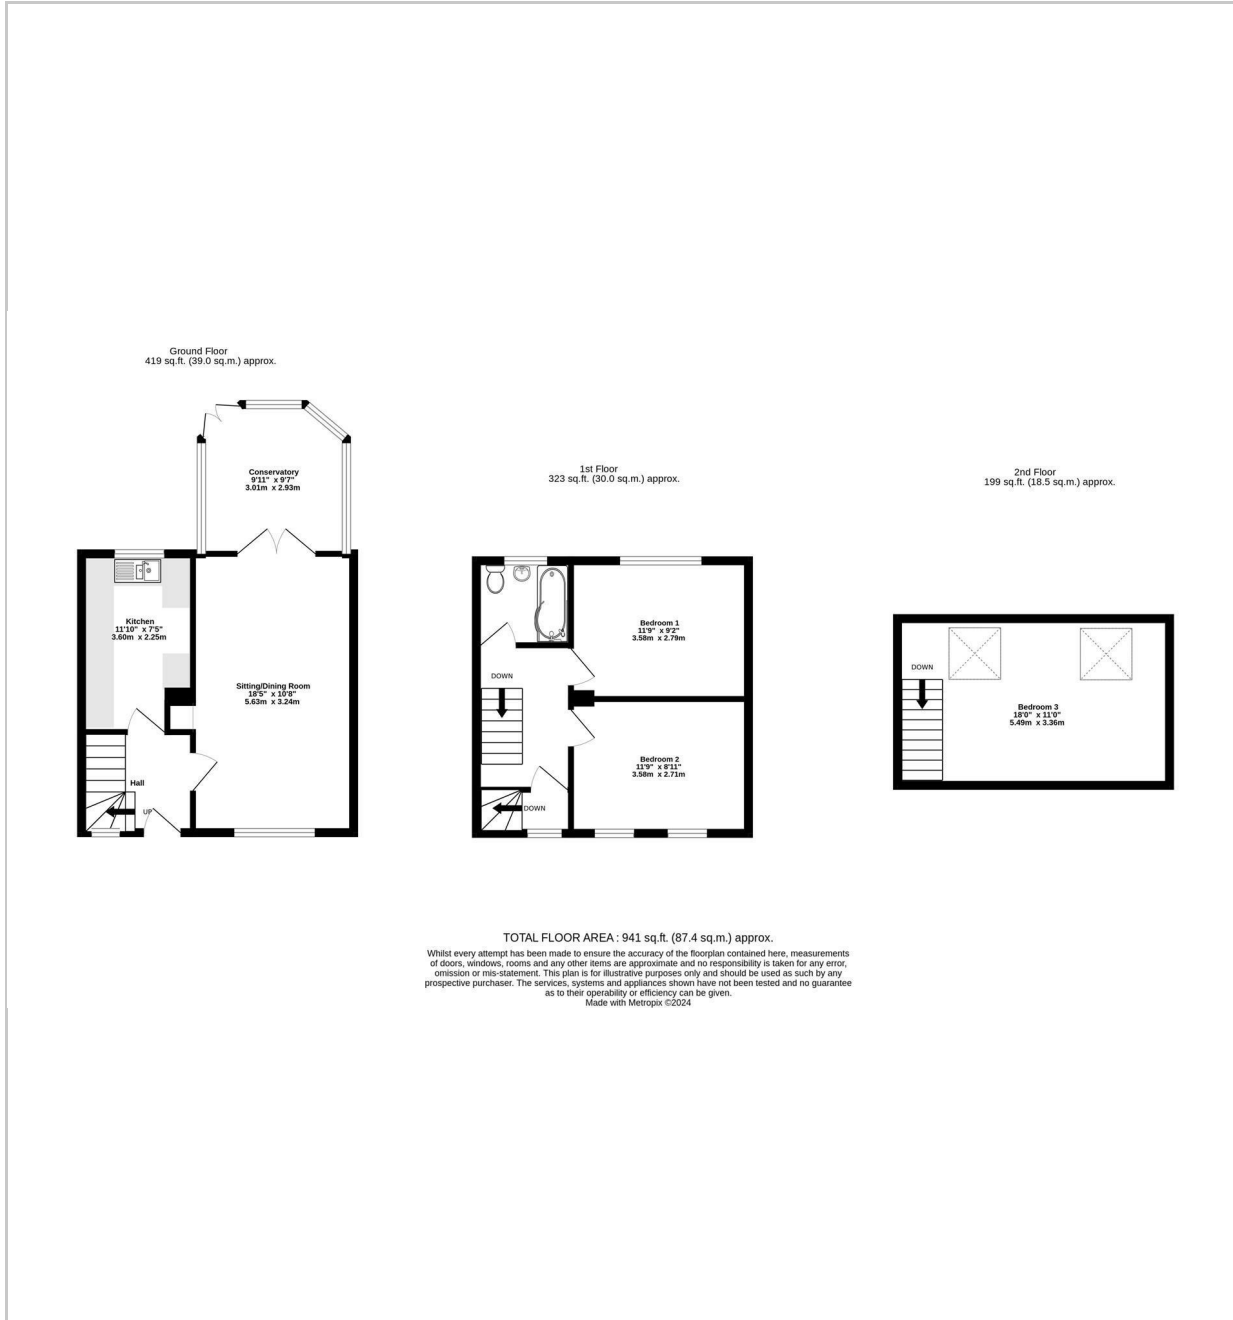 Ground Floor
419 sq.ft. (39.0 sq.m.) approx.
Conservatory
9'11" x 9'7"
3.01m x 2.93m
Kitchen
11'10" x 7'5"
3.60m x 2.25m
Sitting/Dining Room
18'5" x 10'8"
5.63m x 3.24m
Hall
UP
1st Floor
323 sq.ft. (30.0 sq.m.) approx.
Bedroom 1
11'9" x 9'2"
3.58m x 2.79m
DOWN
Bedroom 2
11'9" x 8'11"
3.58m x 2.71m
DOWN
2nd Floor
199 sq.ft. (18.5 sq.m.) approx.
DOWN
Bedroom 3
18'0" x 11'0"
5.49m x 3.36m
TOTAL FLOOR AREA : 941 sq.ft. (87.4 sq.m.) approx.
Whilst every attempt has been made to ensure the accuracy of the floorplan contained here, measurements
of doors, windows, rooms and any other items are approximate and no responsibility is taken for any error,
omission or mis-statement. This plan is for illustrative purposes only and should be used as such by any
prospective purchaser. The services, systems and appliances shown have not been tested and no guarantee
as to their operability or efficiency can be given.
Made with Metropix ©2024